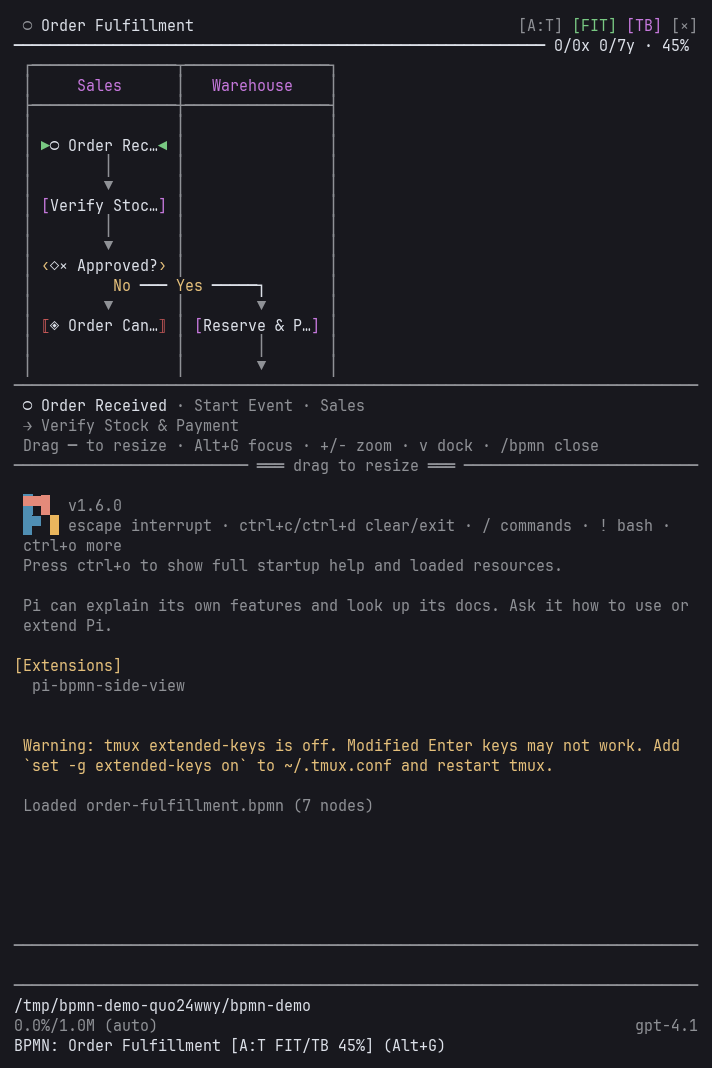 ○ Order Fulfillment [A:T] [FIT] [TB] [×]
0/0x 0/7y · 45%
Sales Warehouse
▶○ Order Rec…◀
[Verify Stoc…]
‹◇× Approved?›
No Yes
⟦◈ Order Can…⟧ [Reserve & P…]
○ Order Received · Start Event · Sales
→ Verify Stock & Payment
Drag ─ to resize · Alt+G focus · +/- zoom · v dock · /bpmn close
═══ drag to resize ═══
v1.6.0
escape interrupt · ctrl+c/ctrl+d clear/exit · / commands · ! bash ·
ctrl+o more
Press ctrl+o to show full startup help and loaded resources.
Pi can explain its own features and look up its docs. Ask it how to use or
extend Pi.
[Extensions]
pi-bpmn-side-view
Warning: tmux extended-keys is off. Modified Enter keys may not work. Add
`set -g extended-keys on` to ~/.tmux.conf and restart tmux.
Loaded order-fulfillment.bpmn (7 nodes)
/tmp/bpmn-demo-quo24wwy/bpmn-demo
0.0%/1.0M (auto) gpt-4.1
BPMN: Order Fulfillment [A:T FIT/TB 45%] (Alt+G)